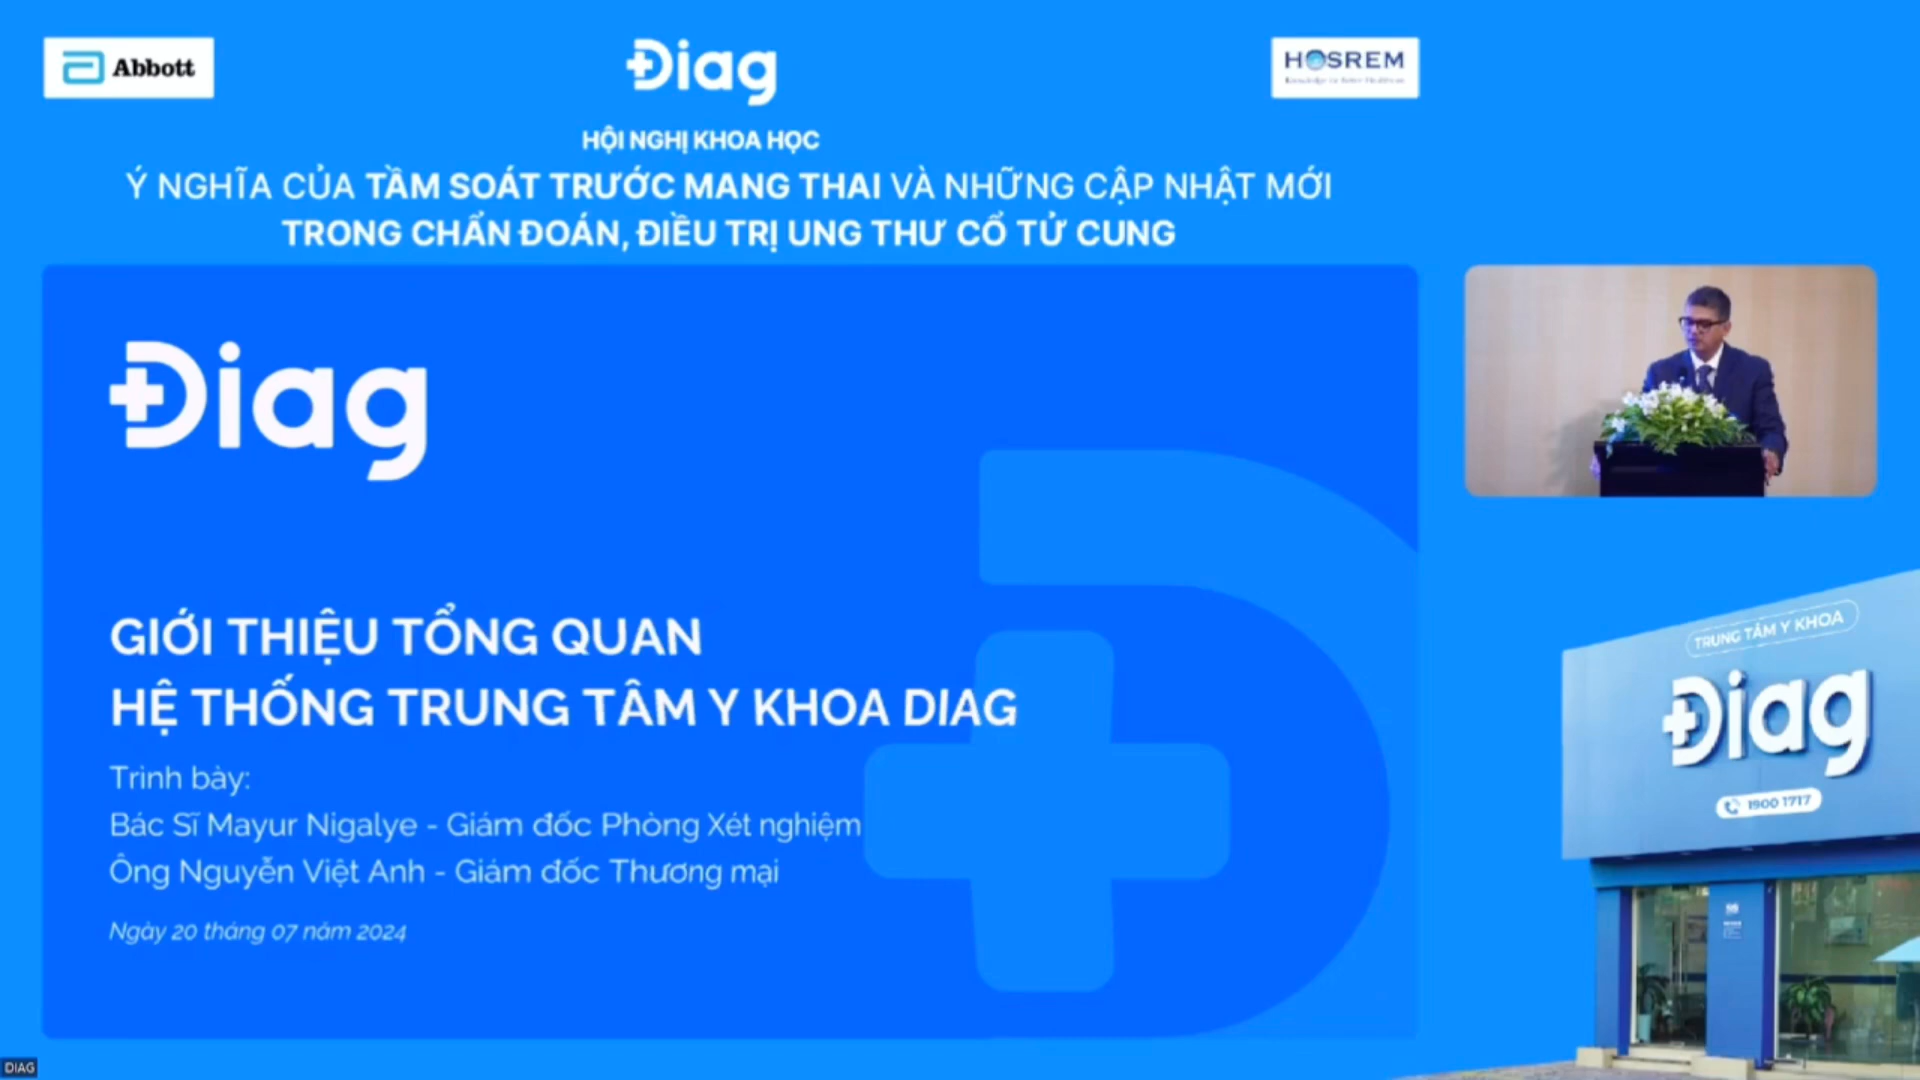 Abbott
Diag
HOSREM
HỘI NGHỊ KHOA HỌC
Ý NGHĨA CỦA TẦM SOÁT TRƯỚC MANG THAI VÀ NHỮNG CẬP NHẬT MỚI
TRONG CHẨN ĐOÁN, ĐIỀU TRỊ UNG THƯ CỔ TỬ CUNG
Diag
GIỚI THIỆU TỔNG QUAN
HỆ THỐNG TRUNG TÂM Y KHOA DIAG
Trình bày:
Bác Sĩ Mayur Nigalye - Giám đốc Phòng Xét nghiệm
Ông Nguyễn Việt Anh - Giám đốc Thương mại
Ngày 20 tháng 07 năm 2024
TRUNG TÂM Y KHOA
Diag
1900 1717
DIAG